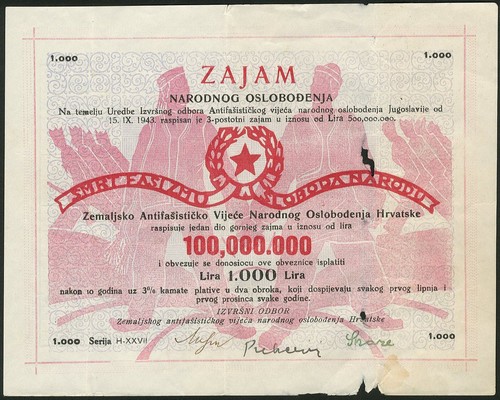 1.000 1.000
ZAJAM
NARODNOG OSLOBOĐENJA
Na temelju Uredbe Izvršnog odbora Antifašističkog vijeća narodnog oslobođenja Jugoslavije od
15. IX. 1943. raspisan je 3-postotni zajam u iznosu od Lira 500,000.000.
SMRT FAŠIZMU SLOBODA NARODU
Zemaljsko Antifašističko Vijeće Narodnog Oslobođenja Hrvatske
raspisuje jedan dio gornjeg zajma u iznosu od lira
100,000.000
i obvezuje se donosiocu ove obveznice isplatiti
Lira 1.000 Lira
nakon 10 godina uz 3% kamate plative u dva obroka, koji dospijevaju svakog prvog lipnja i
prvog prosinca svake godine.
IZVRŠNI ODBOR
Zemaljskog antifašističkog vijeća narodnog oslobođenja Hrvatske
1.000 Serija H-XXVII 1.000